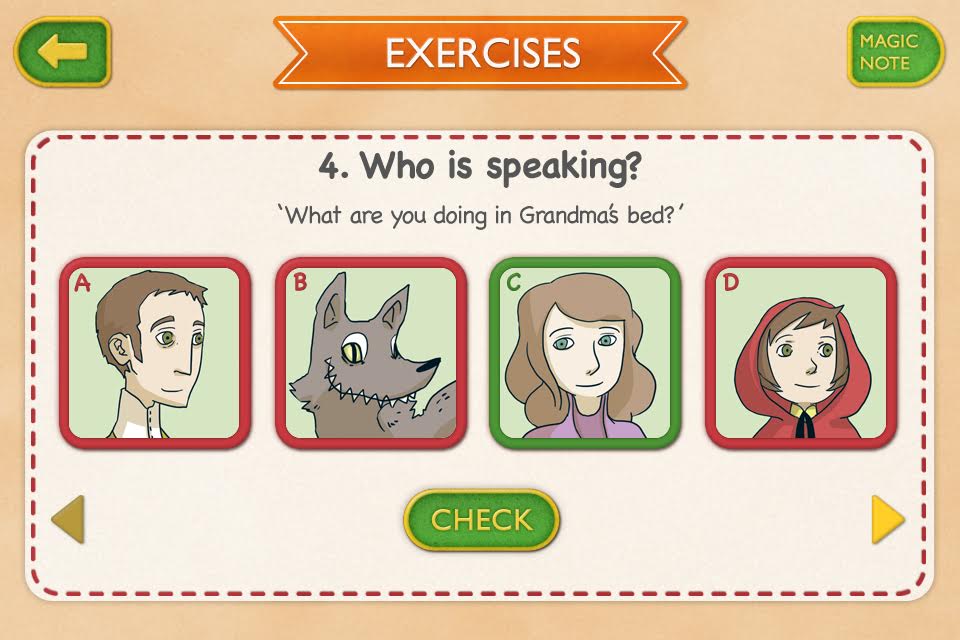 EXERCISES
MAGIC
NOTE
4. Who is speaking?
‘What are you doing in Grandma's bed?’
A
B
C
D
CHECK